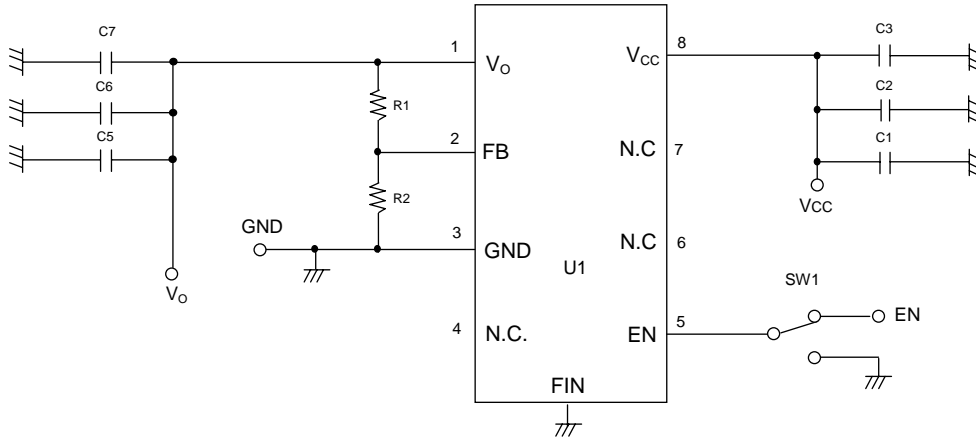 C7
C6
C5
1
VO
R1
2
FB
R2
GND
3
GND
VO
4
N.C.
U1
FIN
8
VCC
C3
C2
C1
VCC
N.C
7
N.C
6
SW1
5
EN
EN